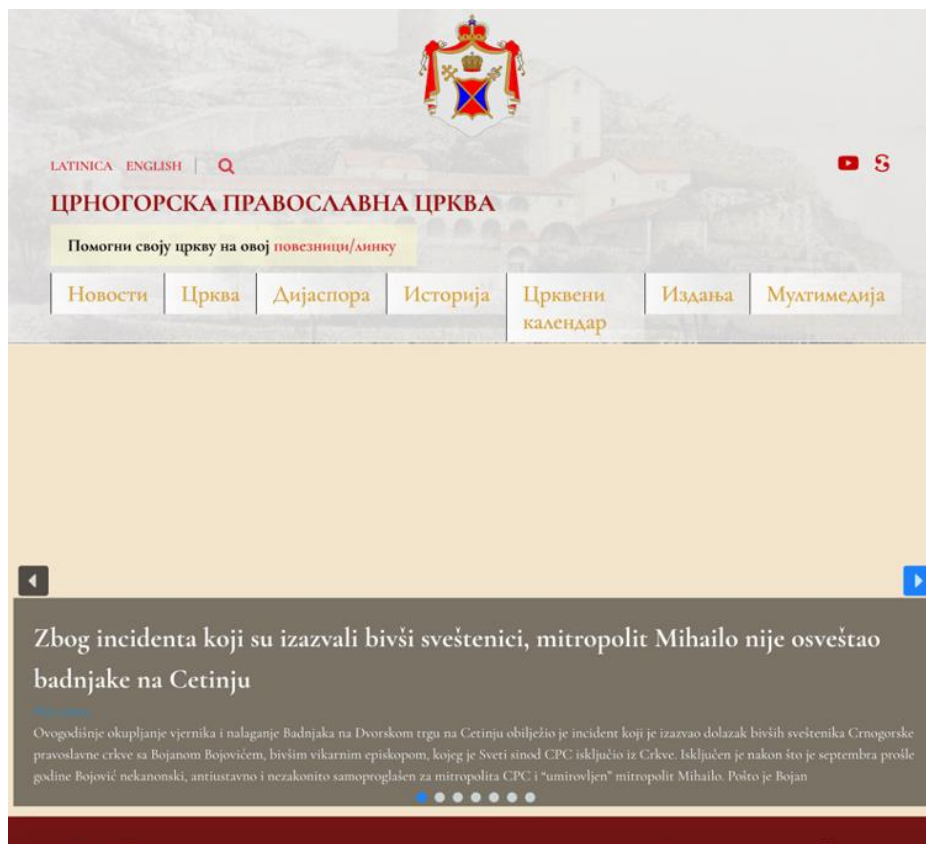 LATINICA ENGLISH
ЦРНОГОРСКА ПРАВОСЛАВНА ЦРКВА
Помогни своју цркву на овој повезници/линку
Новости Црква Дијаспора Историја Црквени календар Издања Мултимедија
Zbog incidenta koji su izazvali bivši sveštenici, mitropolit Mihailo nije osveštao
badnjake na Cetinju
Ovogodišnje okupljanje vjernika i nalaganje Badnjaka na Dvorskom trgu na Cetinju obilježio je incident koji je izazvao dolazak bivših sveštenika Crnogorske
pravoslavne crkve sa Bojanom Bojovićem, bivšim vikarnim episkopom, kojeg je Sveti sinod CPC isključio iz Crkve. Isključen je nakon što je septembra prošle
godine Bojović nekanonski, antiustavno i nezakonito samoproglašen za mitropolita CPC i “umirovljen” mitropolit Mihailo. Pošto je Bojan